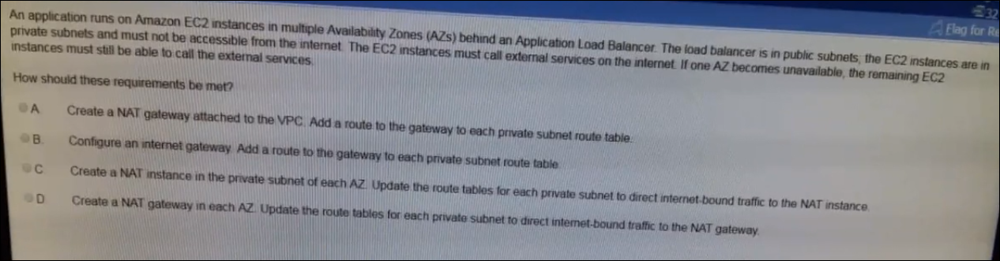 32
Flag for Re
An application runs on Amazon EC2 instances in multiple Availability Zones (AZs) behind an Application Load Balancer. The load balancer is in public subnets, the EC2 instances are in
private subnets and must not be accessible from the internet. The EC2 instances must call external services on the internet. If one AZ becomes unavailable, the remaining EC2
instances must still be able to call the external services.
How should these requirements be met?
A. Create a NAT gateway attached to the VPC. Add a route to the gateway to each private subnet route table.
B. Configure an internet gateway. Add a route to the gateway to each private subnet route table.
C. Create a NAT instance in the private subnet of each AZ. Update the route tables for each private subnet to direct internet-bound traffic to the NAT instance.
D. Create a NAT gateway in each AZ. Update the route tables for each private subnet to direct internet-bound traffic to the NAT gateway.